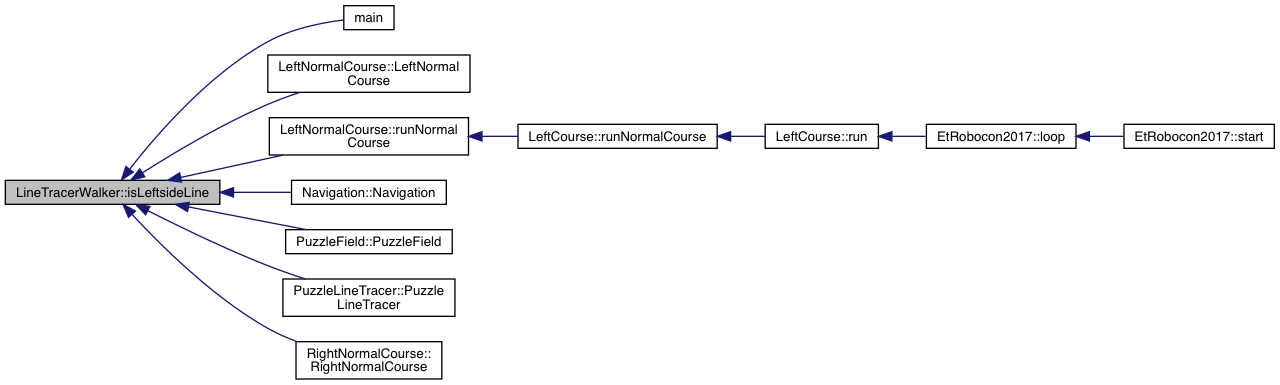 main
LeftNormalCourse::LeftNormal
Course
LeftNormalCourse::runNormal
Course
LeftCourse::runNormalCourse
LeftCourse::run
EtRobocon2017::loop
EtRobocon2017::start
LineTracerWalker::isLeftsideLine
Navigation::Navigation
PuzzleField::PuzzleField
PuzzleLineTracer::Puzzle
LineTracer
RightNormalCourse::
RightNormalCourse